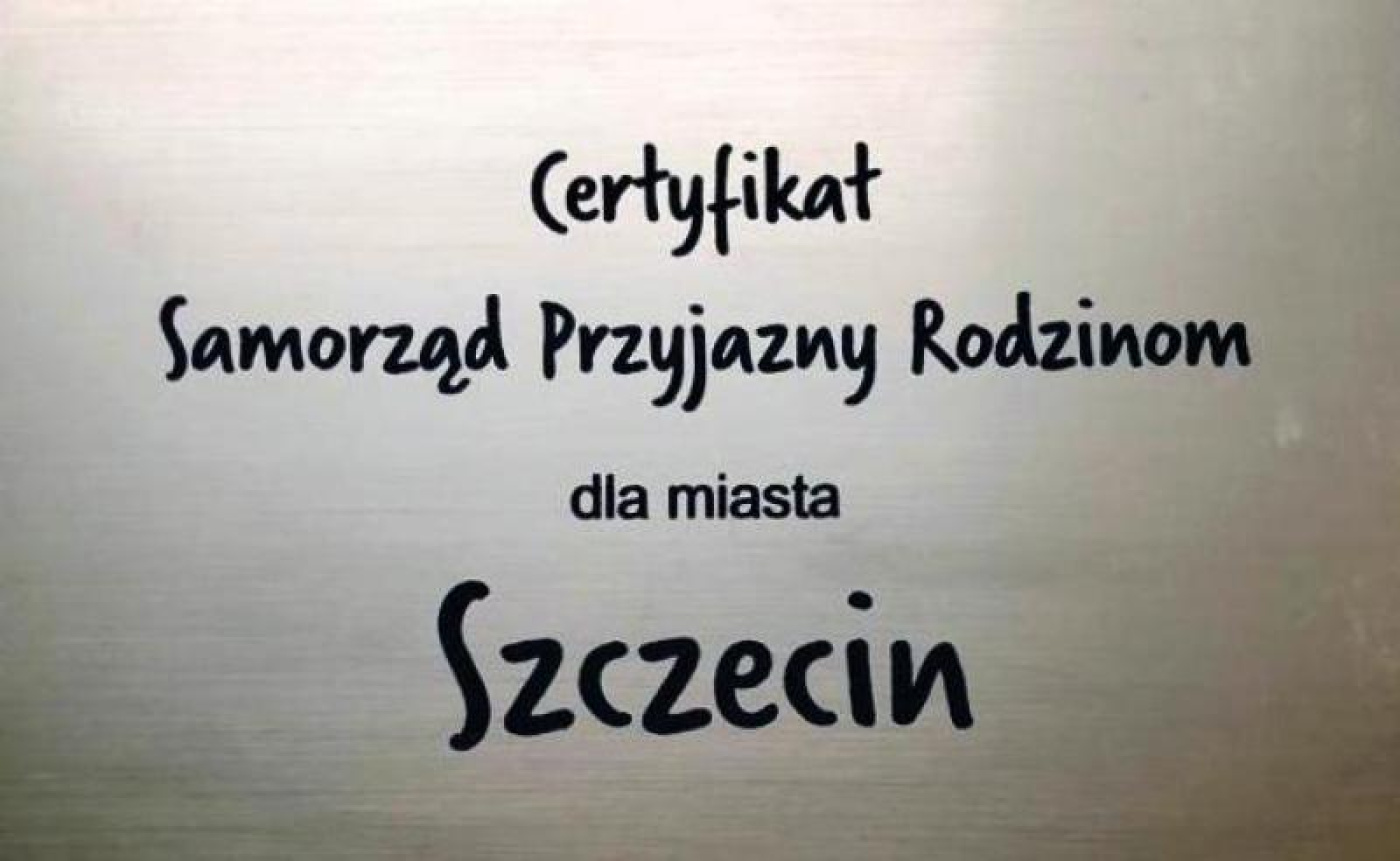 Certyfikat
Samorząd Przyjazny Rodzinom
dla miasta
Szczecin